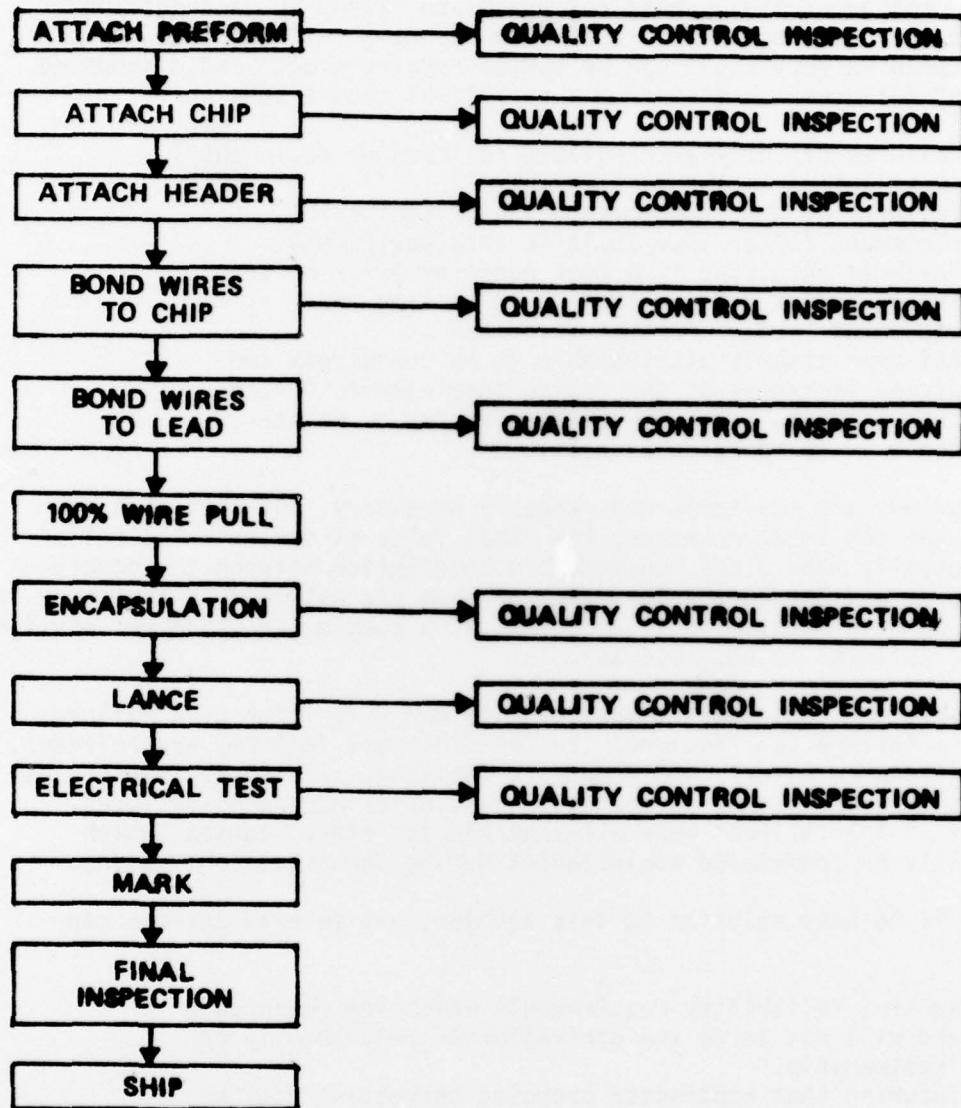 ATTACH PREFORM
QUALITY CONTROL INSPECTION
ATTACH CHIP
QUALITY CONTROL INSPECTION
ATTACH HEADER
QUALITY CONTROL INSPECTION
BOND WIRES
TO CHIP
QUALITY CONTROL INSPECTION
BOND WIRES
TO LEAD
QUALITY CONTROL INSPECTION
100% WIRE PULL
ENCAPSULATION
QUALITY CONTROL INSPECTION
LANCE
QUALITY CONTROL INSPECTION
ELECTRICAL TEST
QUALITY CONTROL INSPECTION
MARK
FINAL
INSPECTION
SHIP